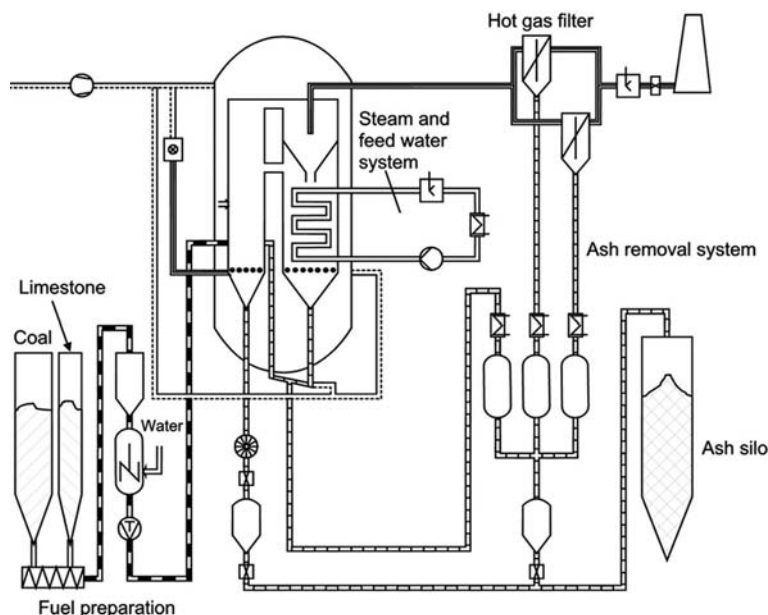 Hot gas filter
Steam and
feed water
system
Ash removal system
Limestone
Coal
Water
T
Ash silo
Fuel preparation